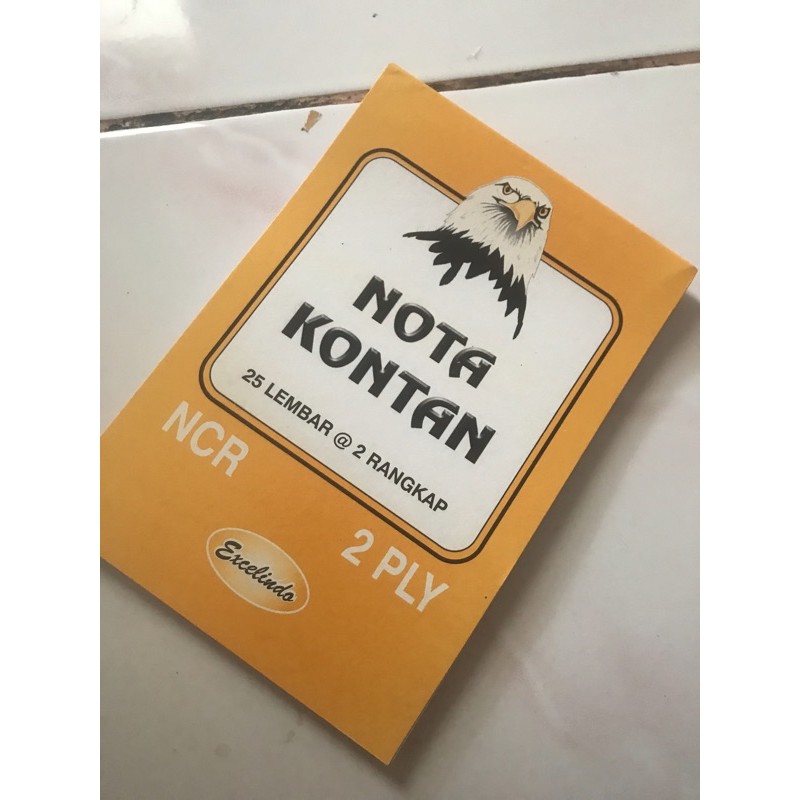 NOTA
KONTAN
25 LEMBAR @ 2 RANGKAP
NCR
2 PLY
Excelindo